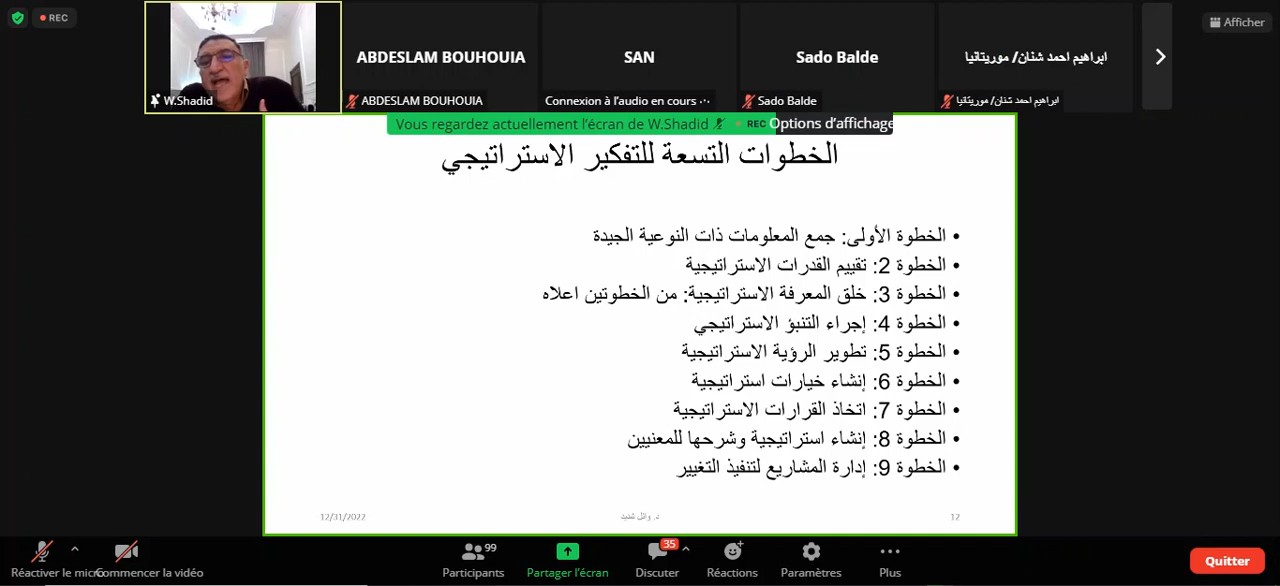 REC
Afficher
ABDESLAM BOUHOUIA
SAN
Sado Balde
ابراهيم احمد شنان/ موريتانيا
W.Shadid
ABDESLAM BOUHOUIA
Connexion à l’audio en cours ···
Sado Balde
ابراهيم احمد شنان/ موريتانيا
Vous regardez actuellement l’écran de W.Shadid
REC
Options d’affichage
الخطوات التسعة للتفكير الاستراتيجي
• الخطوة الأولى: جمع المعلومات ذات النوعية الجيدة
• الخطوة 2: تقييم القدرات الاستراتيجية
• الخطوة 3: خلق المعرفة الاستراتيجية: من الخطوتين اعلاه
• الخطوة 4: إجراء التنبؤ الاستراتيجي
• الخطوة 5: تطوير الرؤية الاستراتيجية
• الخطوة 6: إنشاء خيارات استراتيجية
• الخطوة 7: اتخاذ القرارات الاستراتيجية
• الخطوة 8: إنشاء استراتيجية وشرحها للمعنيين
• الخطوة 9: إدارة المشاريع لتنفيذ التغيير
12/31/2022
د. وائل شديد
12
Réactiver le micro
Commencer la vidéo
99
Participants
Partager l’écran
35
Discuter
Réactions
Paramètres
Plus
Quitter